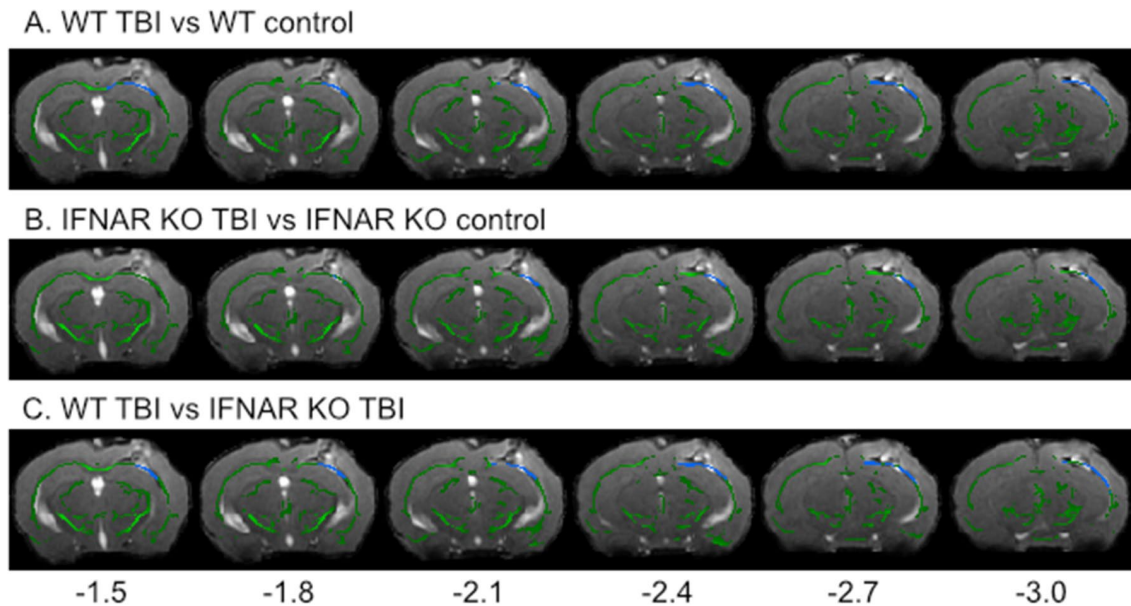 A. WT TBI vs WT control
B. IFNAR KO TBI vs IFNAR KO control
C. WT TBI vs IFNAR KO TBI
-1.5 -1.8 -2.1 -2.4 -2.7 -3.0